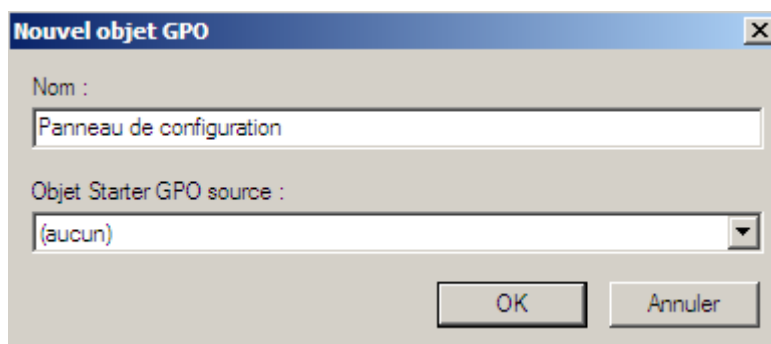 Nouvel objet GPO
Nom :
Panneau de configuration
Objet Starter GPO source :
(aucun)
OK
Annuler